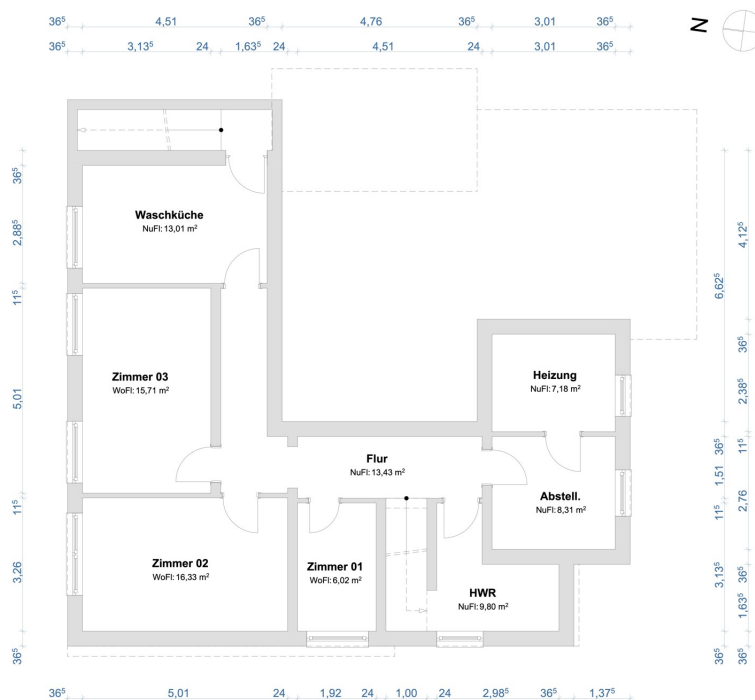 36⁵ 4,51 36⁵ 4,76 36⁵ 3,01 36⁵
36⁵ 3,13⁵ 24 1,63⁵ 24 4,51 24 3,01 36⁵
N
Waschküche
NuFl: 13,01 m²
Zimmer 03
WoFl: 15,71 m²
Heizung
NuFl: 7,18 m²
Flur
NuFl: 13,43 m²
Abstell.
NuFl: 8,31 m²
Zimmer 02
WoFl: 16,33 m²
Zimmer 01
WoFl: 6,02 m²
HWR
NuFl: 9,80 m²
36⁵
2,88⁵
11⁵
5,01
11⁵
3,26
36⁵
6,62⁵
36⁵
1,51
11⁵
3,13⁵
36⁵
4,12⁵
36⁵
2,38⁵
11⁵
2,76
36⁵
1,63⁵
36⁵
36⁵ 5,01 24 1,92 24 1,00 24 2,98⁵ 36⁵ 1,37⁵